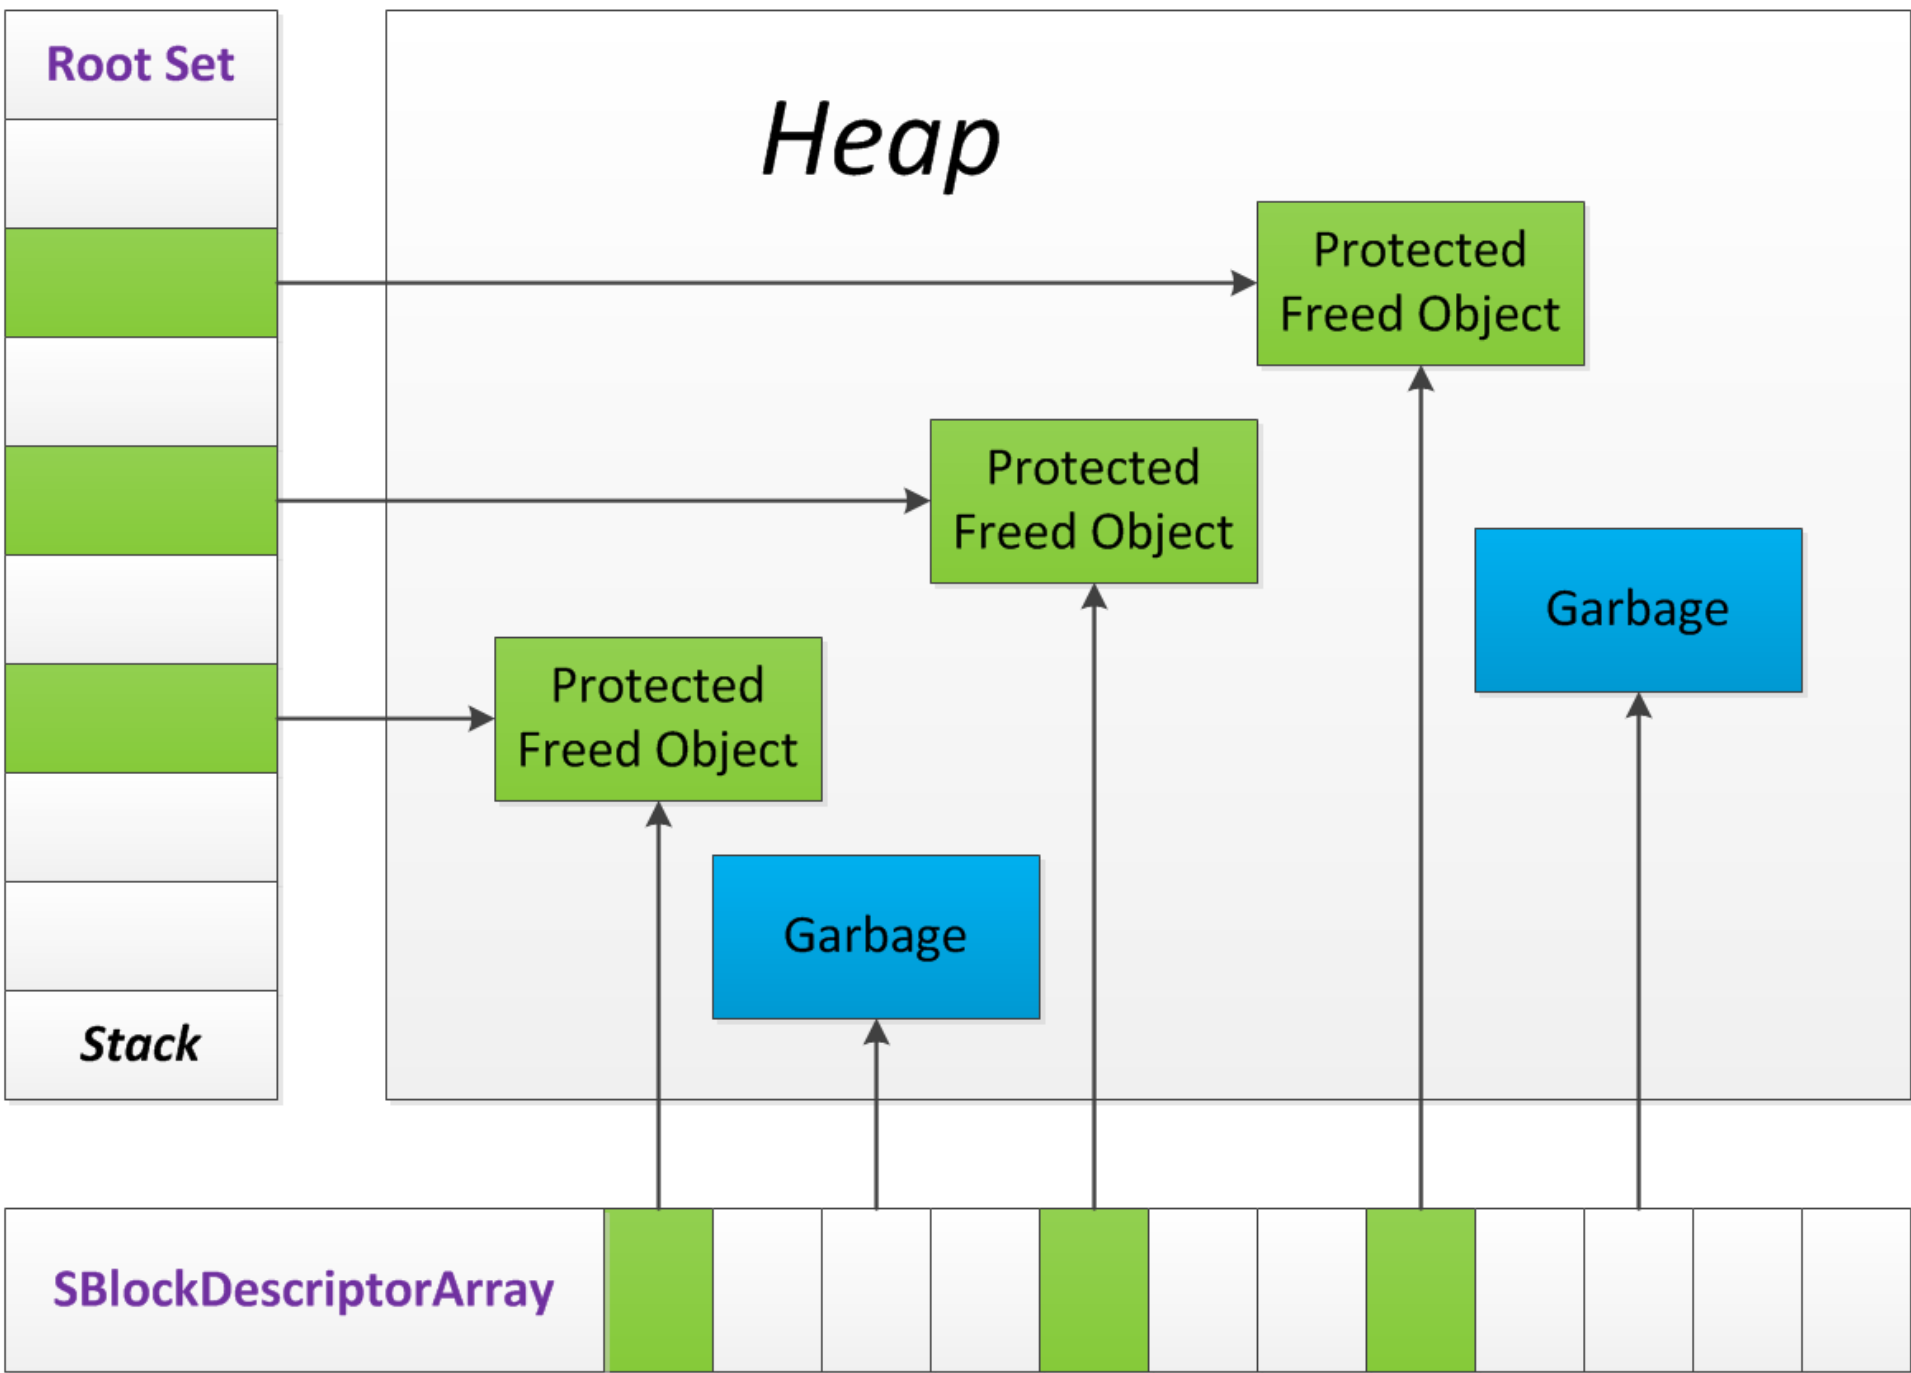 Root Set
Heap
Protected
Freed Object
Protected
Freed Object
Garbage
Protected
Freed Object
Garbage
Stack
SBlockDescriptorArray